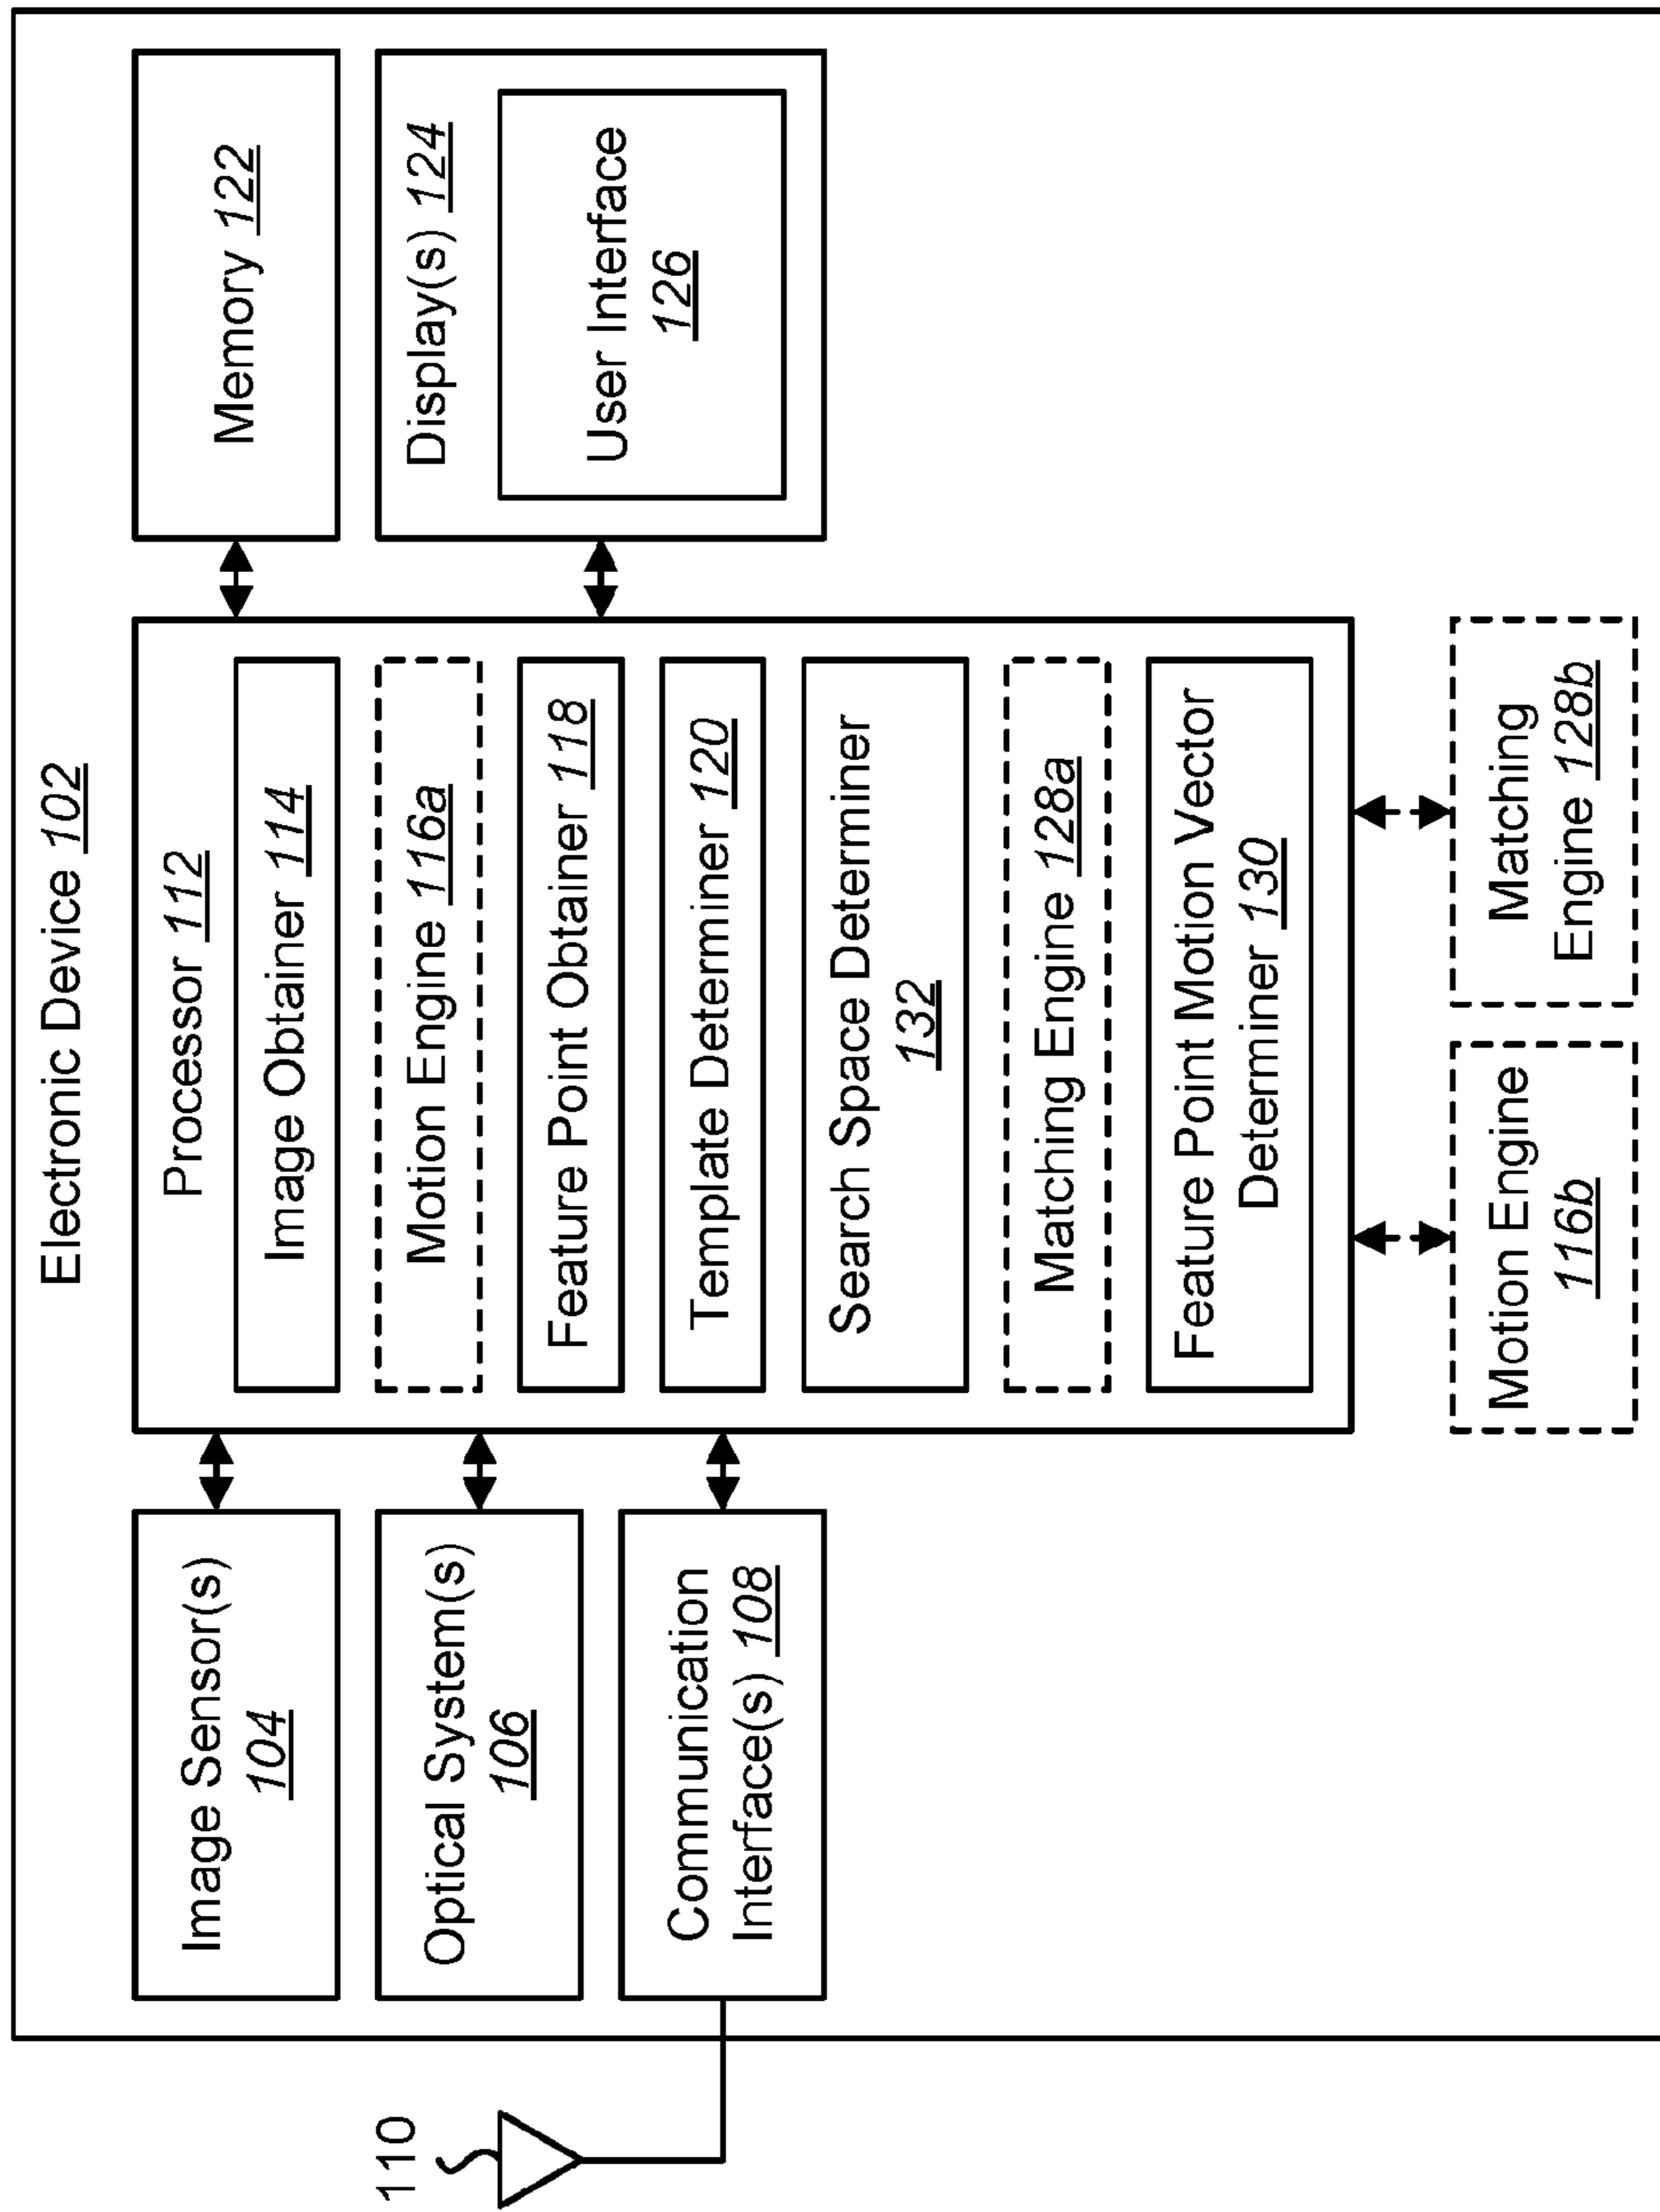 Electronic Device 102
Image Sensor(s)
104
Optical System(s)
106
Communication
Interface(s) 108
110
Processor 112
Image Obtainer 114
Motion Engine 116a
Feature Point Obtainer 118
Template Determiner 120
Search Space Determiner
132
Matching Engine 128a
Feature Point Motion Vector
Determiner 130
Memory 122
Display(s) 124
User Interface
126
Motion Engine
116b
Matching
Engine 128b